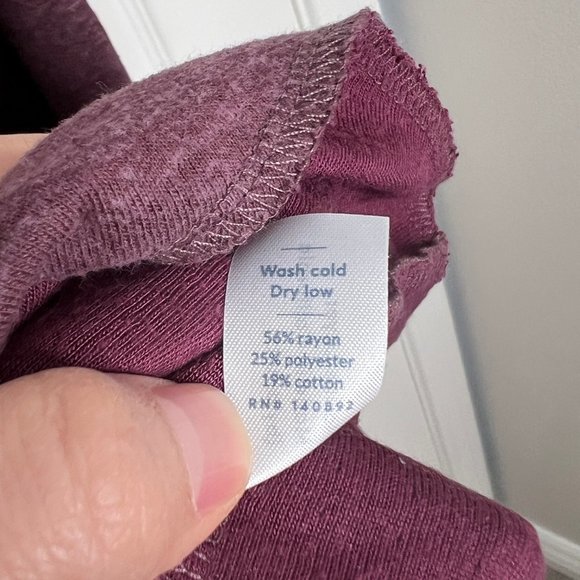 Wash cold
Dry low
56% rayon
25% polyester
19% cotton
RN# 140892